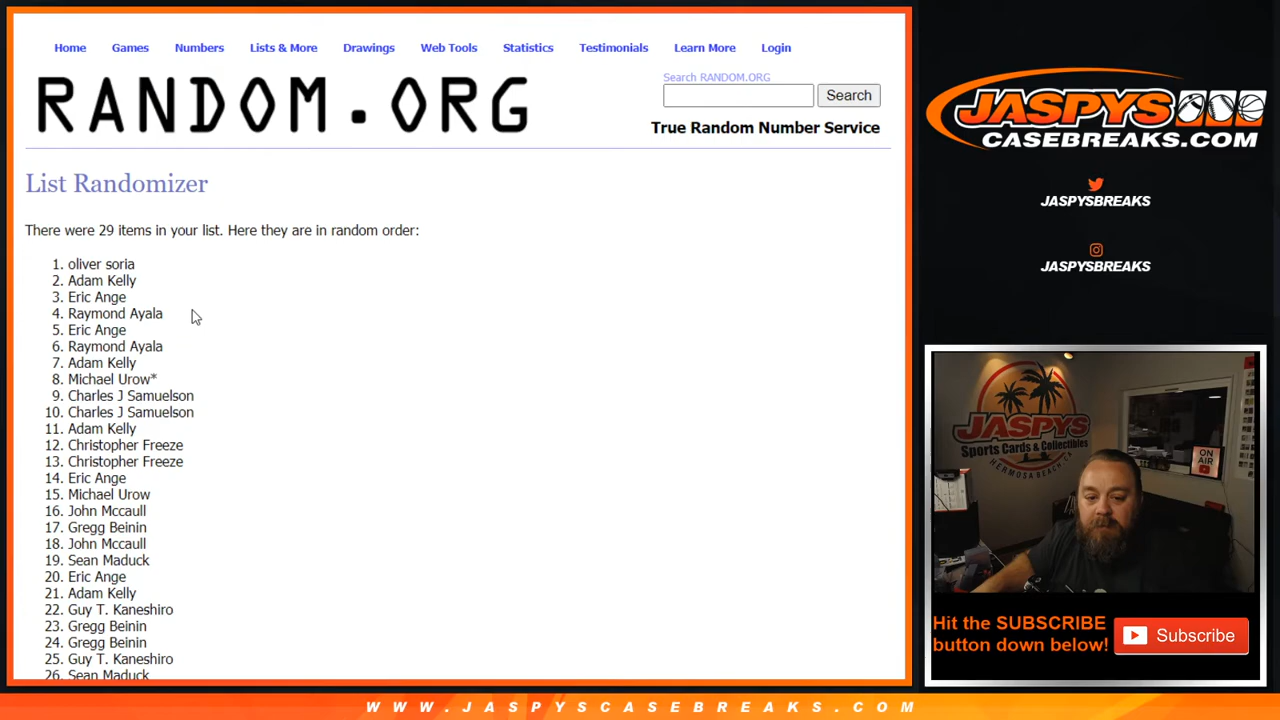 Home Games Numbers Lists & More Drawings Web Tools Statistics Testimonials Learn More Login
RANDOM.ORG
Search RANDOM.ORG
Search
True Random Number Service
List Randomizer
There were 29 items in your list. Here they are in random order:
1. oliver soria
2. Adam Kelly
3. Eric Ange
4. Raymond Ayala
5. Eric Ange
6. Raymond Ayala
7. Adam Kelly
8. Michael Urow*
9. Charles J Samuelson
10. Charles J Samuelson
11. Adam Kelly
12. Christopher Freeze
13. Christopher Freeze
14. Eric Ange
15. Michael Urow
16. John Mccaull
17. Gregg Beinin
18. John Mccaull
19. Sean Maduck
20. Eric Ange
21. Adam Kelly
22. Guy T. Kaneshiro
23. Gregg Beinin
24. Gregg Beinin
25. Guy T. Kaneshiro
26. Sean Maduck
JASPYS
CASEBREAKS.COM
JASPYSBREAKS
JASPYSBREAKS
JASPYS
Sports Cards & Collectibles
HERMOSA BEACH, CA
ON
AIR
Hit the SUBSCRIBE
button down below!
Subscribe
WWW.JASPYSCASEBREAKS.COM